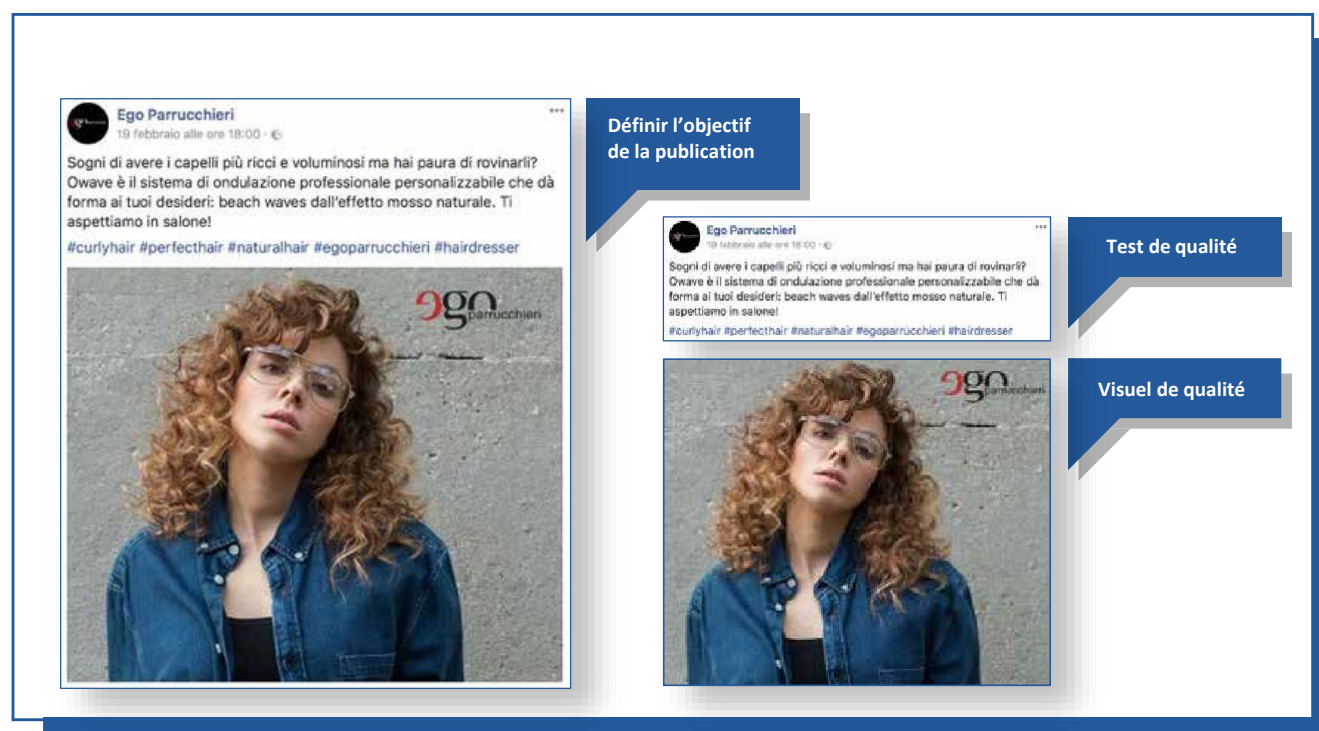 Ego Parrucchieri
19 febbraio alle ore 18:00
Sogni di avere i capelli più ricci e voluminosi ma hai paura di rovinarli?
Owave è il sistema di ondulazione professionale personalizzabile che dà
forma ai tuoi desideri: beach waves dall'effetto mosso naturale. Ti
aspettiamo in salone!
#curlyhair #perfecthair #naturalhair #egoparrucchieri #hairdresser
ego
parrucchieri
Définir l'objectif
de la publication
Ego Parrucchieri
19 febbraio alle ore 18:00
Sogni di avere i capelli più ricci e voluminosi ma hai paura di rovinarli?
Owave è il sistema di ondulazione professionale personalizzabile che dà
forma ai tuoi desideri: beach waves dall'effetto mosso naturale. Ti
aspettiamo in salone!
#curlyhair #perfecthair #naturalhair #egoparrucchieri #hairdresser
Test de qualité
ego
parrucchieri
Visuel de qualité